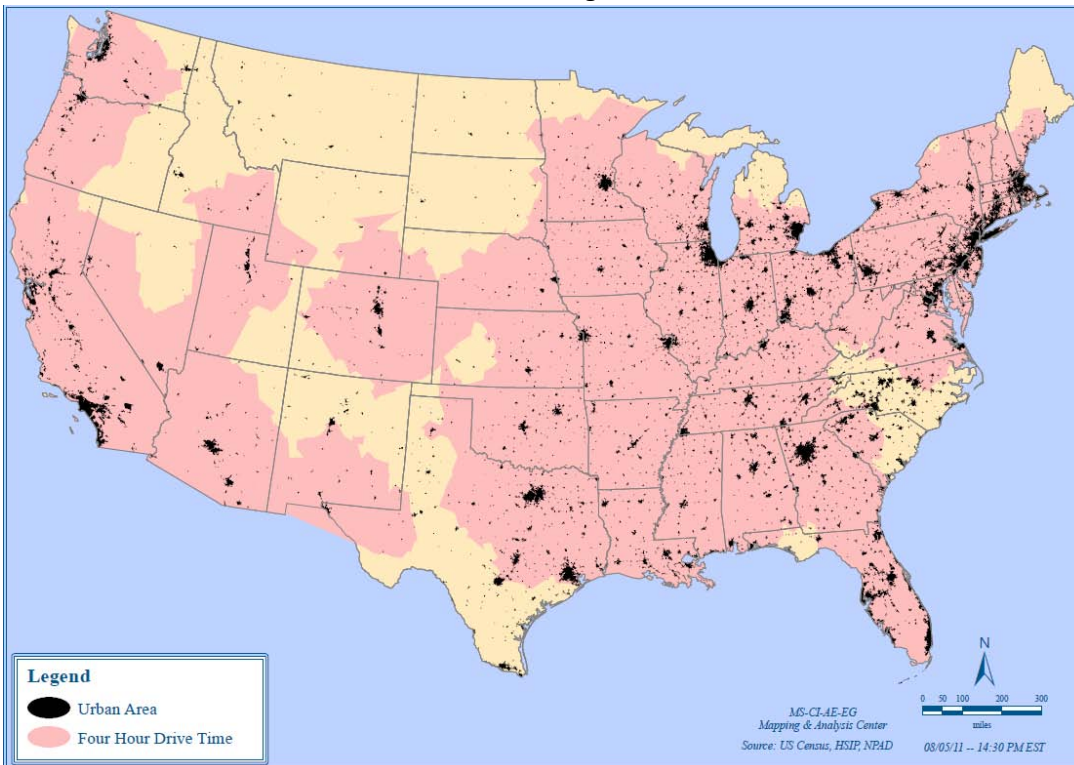 Legend
Urban Area
Four Hour Drive Time
N
0 50 100 200 300
miles
MS-CI-AE-EG
Mapping & Analysis Center
Source: US Census, HSIP, NPAD
08/05/11 -- 14:30 PM EST